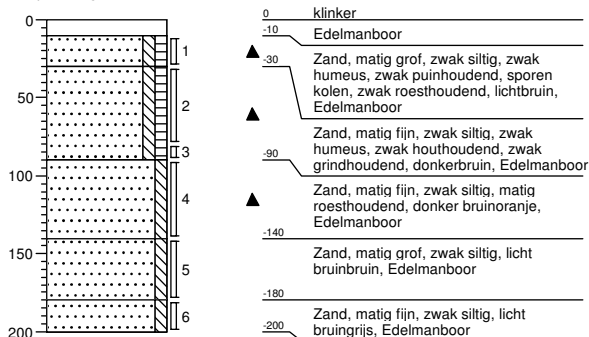 0
50
100
150
200
1
2
3
4
5
6
0
klinker
-10
Edelmanboor
-30
Zand, matig grof, zwak siltig, zwak
humeus, zwak puinhoudend, sporen
kolen, zwak roesthoudend, lichtbruin,
Edelmanboor
Zand, matig fijn, zwak siltig, zwak
humeus, zwak houthoudend, zwak
-90
grindhoudend, donkerbruin, Edelmanboor
Zand, matig fijn, zwak siltig, matig
roesthoudend, donker bruinoranje,
Edelmanboor
-140
Zand, matig grof, zwak siltig, licht
bruinbruin, Edelmanboor
-180
Zand, matig fijn, zwak siltig, licht
-200
bruingrijs, Edelmanboor